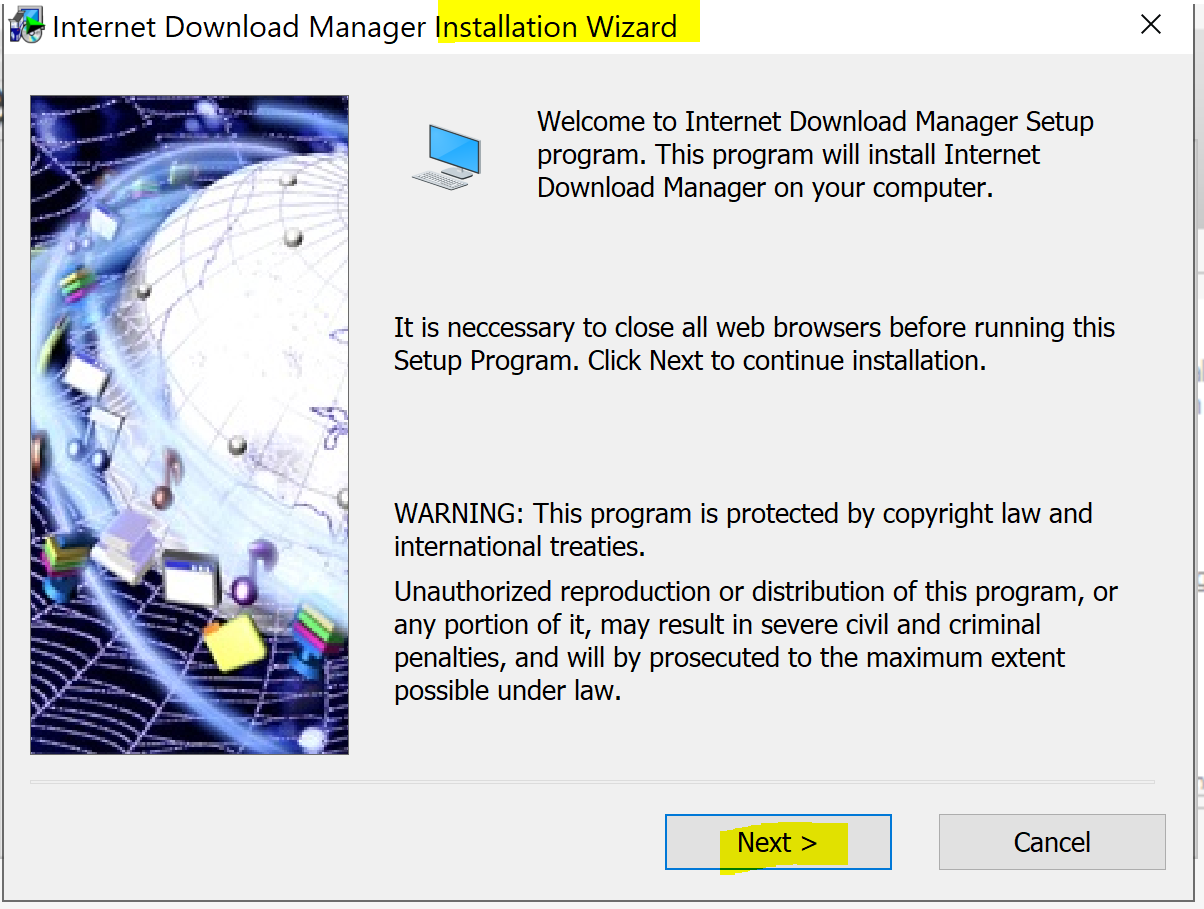 Internet Download Manager Installation Wizard
Welcome to Internet Download Manager Setup
program. This program will install Internet
Download Manager on your computer.
It is neccessary to close all web browsers before running this
Setup Program. Click Next to continue installation.
WARNING: This program is protected by copyright law and
international treaties.
Unauthorized reproduction or distribution of this program, or
any portion of it, may result in severe civil and criminal
penalties, and will by prosecuted to the maximum extent
possible under law.
Next >
Cancel